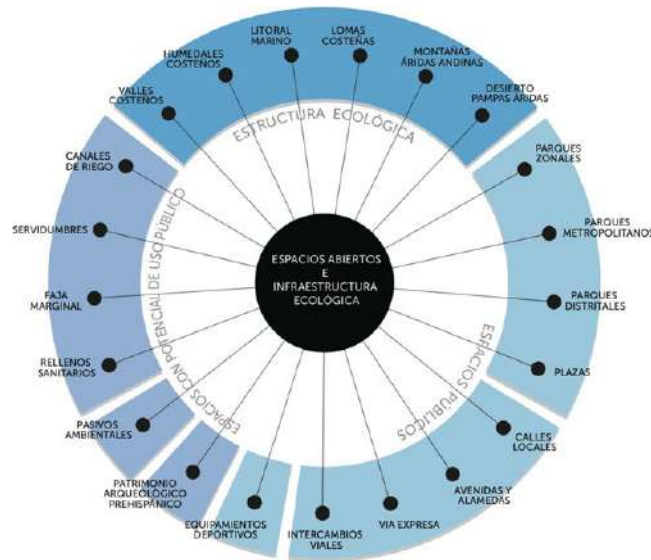 LITORAL
MARINO
LOMAS
COSTEÑAS
HUMEDALES
COSTEÑOS
MONTAÑAS
ÁRIDAS ANDINAS
VALLES
COSTEÑOS
DESIERTO
PAMPAS ÁRIDAS
ESTRUCTURA ECOLÓGICA
CANALES
DE RIEGO
PARQUES
ZONALES
SERVIDUMBRES
PARQUES
METROPOLITANOS
ESPACIOS ABIERTOS
E
INFRAESTRUCTURA
ECOLÓGICA
FAJA
MARGINAL
PARQUES
DISTRITALES
ESPACIOS CON POTENCIAL DE USO PÚBLICO
ESPACIOS PÚBLICOS
RELLENOS
SANITARIOS
PLAZAS
PASIVOS
AMBIENTALES
CALLES
LOCALES
PATRIMONIO
ARQUEOLÓGICO
PREHISPÁNICO
AVENIDAS Y
ALAMEDAS
EQUIPAMIENTOS
DEPORTIVOS
INTERCAMBIOS
VIALES
VIA EXPRESA